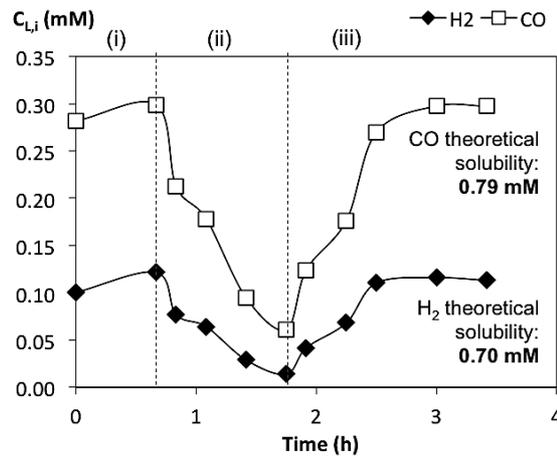 C_L,i (mM)
H2 CO
(i) (ii) (iii)
0.35
0.30
0.25
0.20
0.15
0.10
0.05
0.00
CO theoretical
solubility:
0.79 mM
H₂ theoretical
solubility:
0.70 mM
0 1 2 3 4
Time (h)